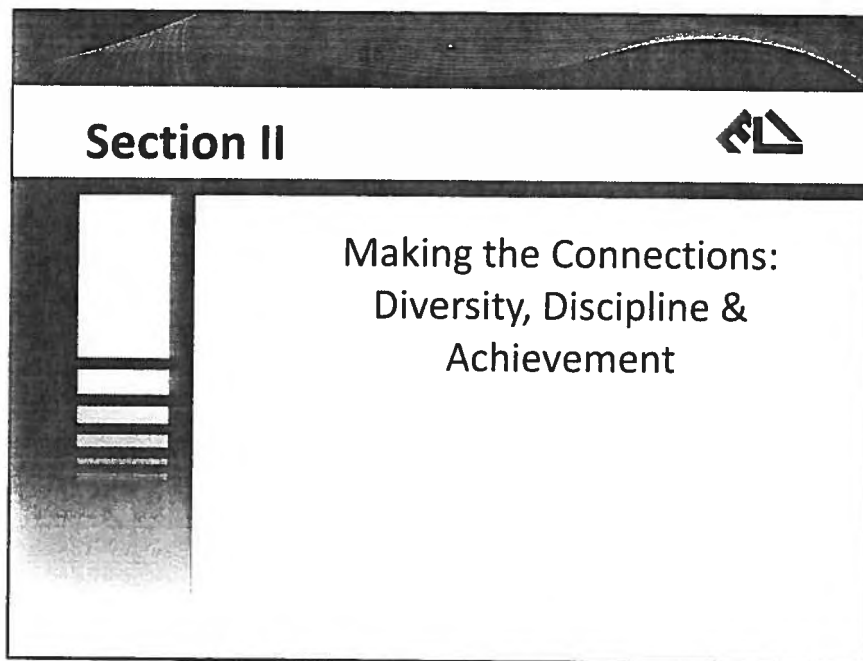 Section II
Making the Connections:
Diversity, Discipline &
Achievement